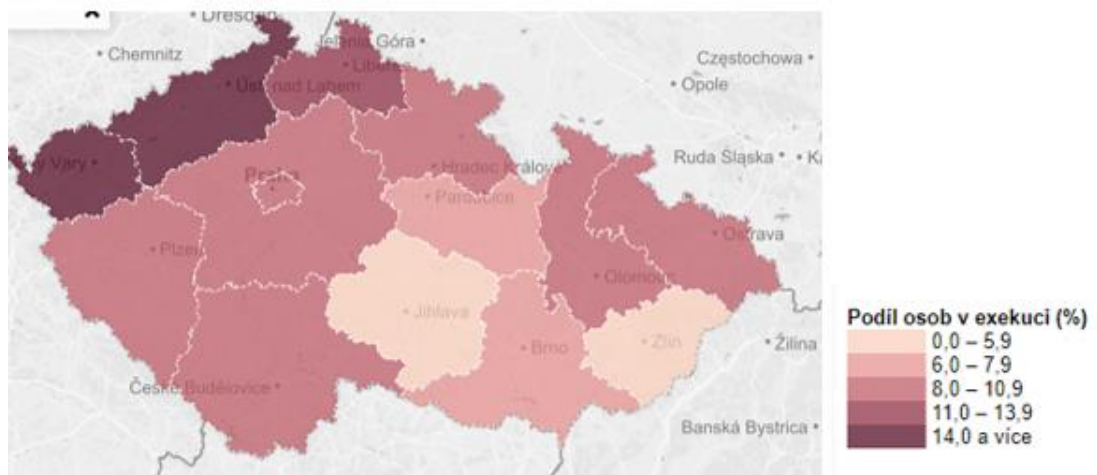 Dresden
Jelenia Góra
Chemnitz
Częstochowa
Liberec
Ústí nad Labem
Opole
Vary
Ruda Śląska
Hradec Králové
Praha
Pardubice
Plzeň
Ostrava
Olomouc
Jihlava
Brno
Zlín
Žilina
České Budějovice
Banská Bystrica
Podíl osob v exekuci (%)
0,0 – 5,9
6,0 – 7,9
8,0 – 10,9
11,0 – 13,9
14,0 a více